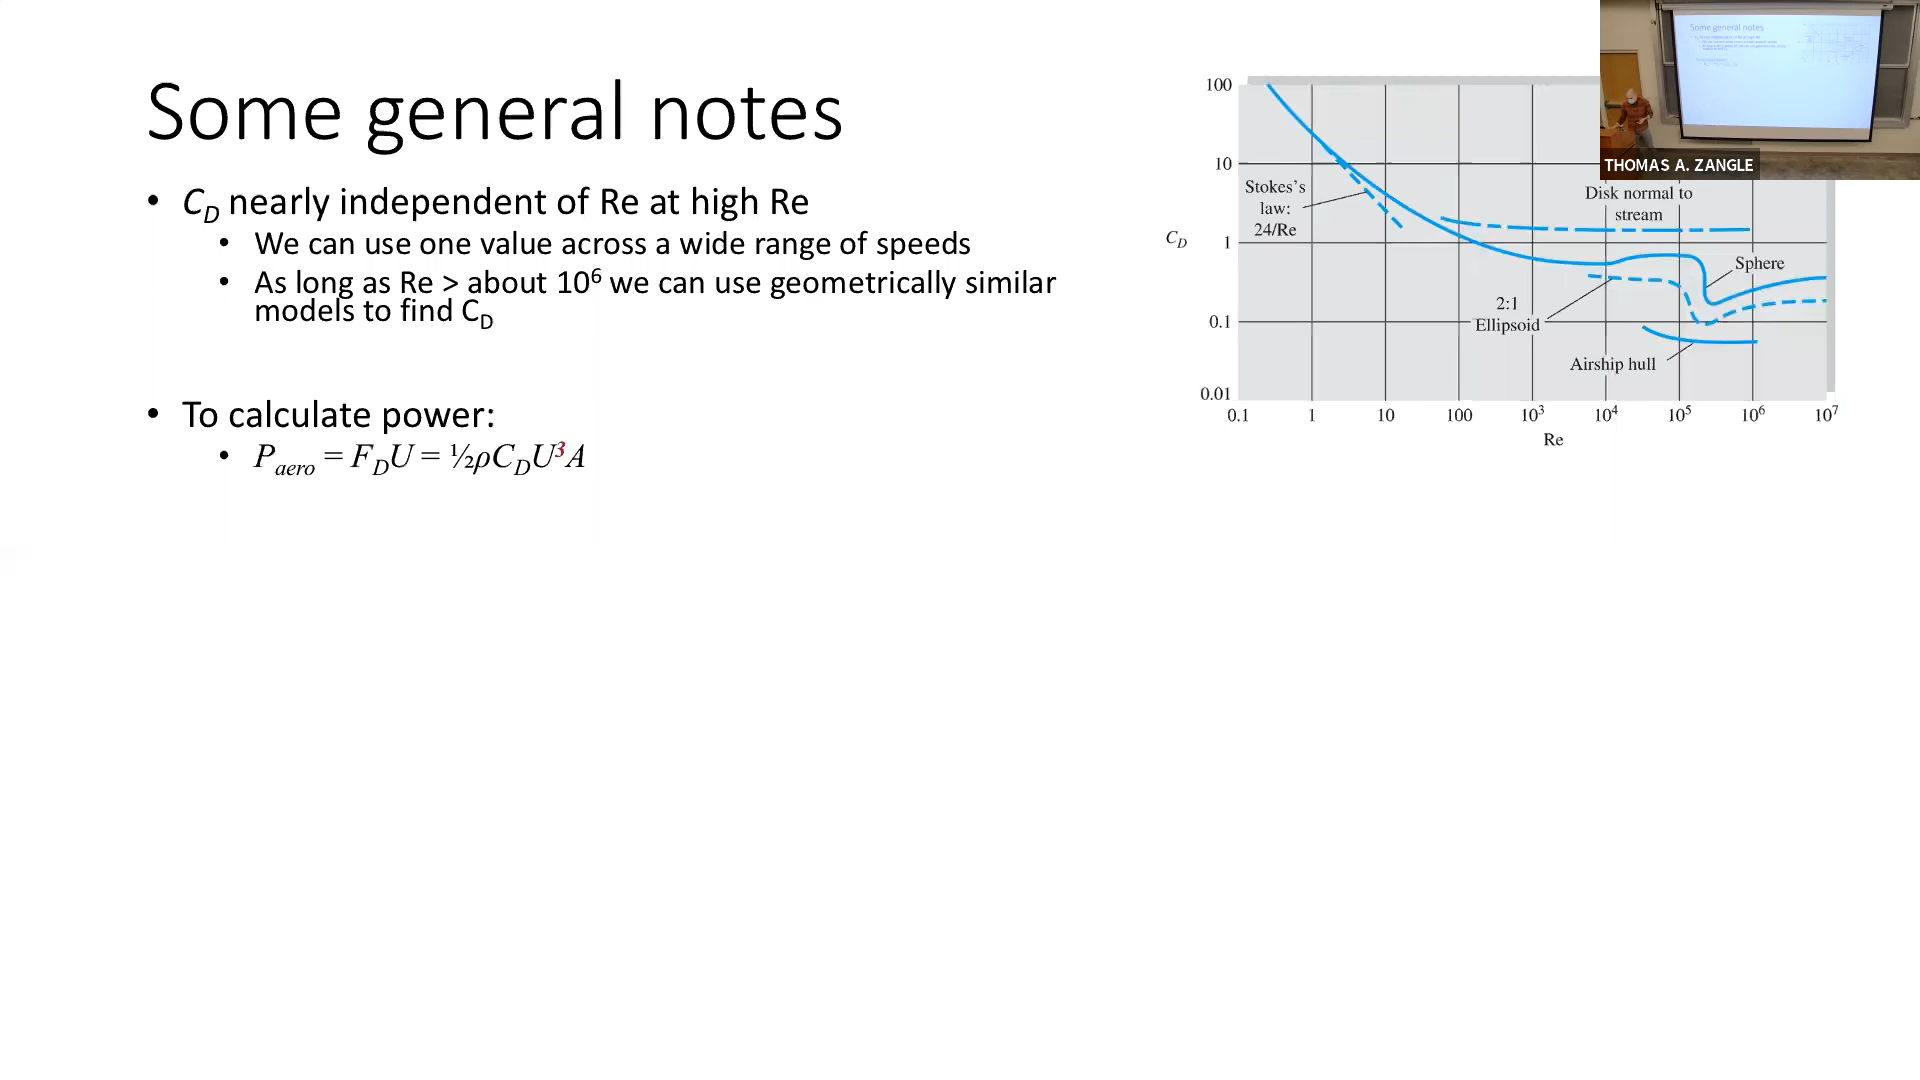 Some general notes
• C_D nearly independent of Re at high Re
• We can use one value across a wide range of speeds
• As long as Re > about 10⁶ we can use geometrically similar
models to find C_D
• To calculate power:
• P_aero = F_D U = ½ρC_D U³A
100
10
1
0.1
0.01
C_D
0.1 1 10 100 10³ 10⁴ 10⁵ 10⁶ 10⁷
Re
Stokes's
law:
24/Re
Disk normal to
stream
Sphere
2:1
Ellipsoid
Airship hull
Some general notes
THOMAS A. ZANGLE